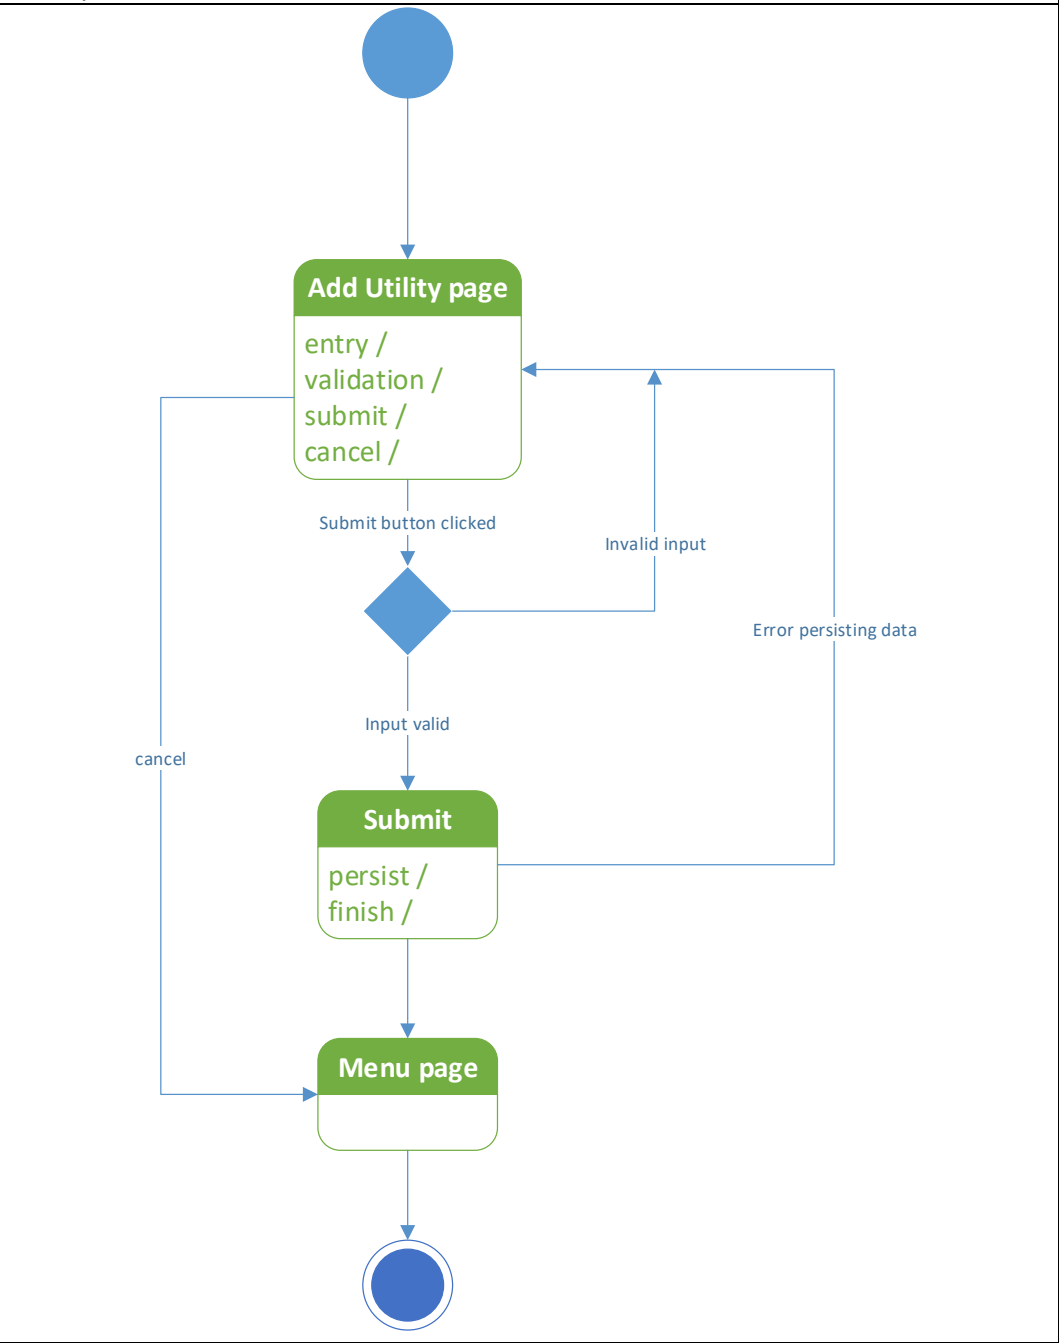 Add Utility page
entry /
validation /
submit /
cancel /
Submit button clicked
Invalid input
Error persisting data
Input valid
cancel
Submit
persist /
finish /
Menu page